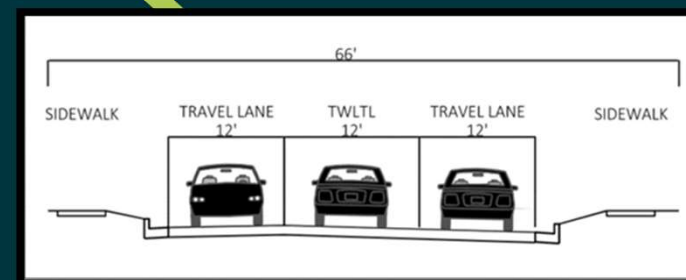 66'
SIDEWALK
TRAVEL LANE
12'
TWLTL
12'
TRAVEL LANE
12'
SIDEWALK